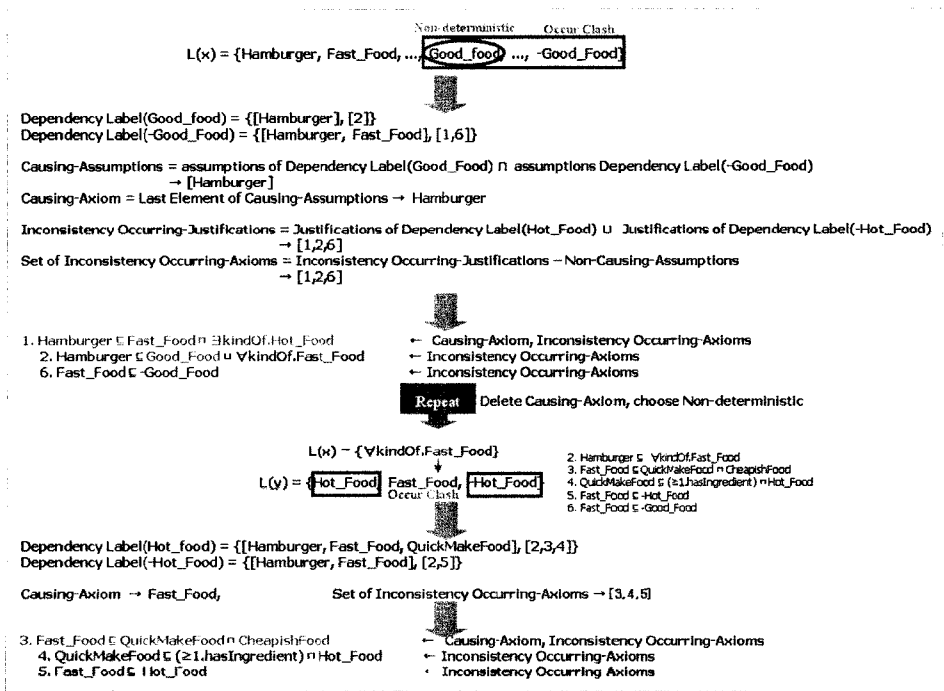 Non-deterministic Occur Clash
L(x) = {Hamburger, Fast_Food, ..., Good_food, ..., ¬Good_Food}
Dependency Label(Good_food) = {[Hamburger], [2]}
Dependency Label(¬Good_Food) = {[Hamburger, Fast_Food], [1,6]}
Causing-Assumptions = assumptions of Dependency Label(Good_Food) ∩ assumptions Dependency Label(¬Good_Food)
→ [Hamburger]
Causing-Axiom = Last Element of Causing-Assumptions → Hamburger
Inconsistency Occurring-Justifications = Justifications of Dependency Label(Hot_Food) ∪ Justifications of Dependency Label(¬Hot_Food)
→ [1,2,6]
Set of Inconsistency Occurring-Axioms = Inconsistency Occurring-Justifications − Non-Causing-Assumptions
→ [1,2,6]
1. Hamburger ⊑ Fast_Food ⊓ ∃kindOf.Hot_Food ← Causing-Axiom, Inconsistency Occurring-Axioms
2. Hamburger ⊑ Good_Food ⊔ ∀kindOf.Fast_Food ← Inconsistency Occurring-Axioms
6. Fast_Food ⊑ ¬Good_Food ← Inconsistency Occurring-Axioms
Repeat Delete Causing-Axiom, choose Non-deterministic
L(x) = {∀kindOf.Fast_Food}
L(y) = {Hot_Food, Fast_Food, ¬Hot_Food}
Occur Clash
2. Hamburger ⊑ ∀kindOf.Fast_Food
3. Fast_Food ⊑ QuickMakeFood ⊓ CheapishFood
4. QuickMakeFood ⊑ (≥1.hasIngredient) ⊓ Hot_Food
5. Fast_Food ⊑ ¬Hot_Food
6. Fast_Food ⊑ ¬Good_Food
Dependency Label(Hot_food) = {[Hamburger, Fast_Food, QuickMakeFood], [2,3,4]}
Dependency Label(¬Hot_Food) = {[Hamburger, Fast_Food], [2,5]}
Causing-Axiom → Fast_Food, Set of Inconsistency Occurring-Axioms → [3,4,5]
3. Fast_Food ⊑ QuickMakeFood ⊓ CheapishFood ← Causing-Axiom, Inconsistency Occurring-Axioms
4. QuickMakeFood ⊑ (≥1.hasIngredient) ⊓ Hot_Food ← Inconsistency Occurring-Axioms
5. Fast_Food ⊑ ¬Hot_Food ← Inconsistency Occurring Axioms